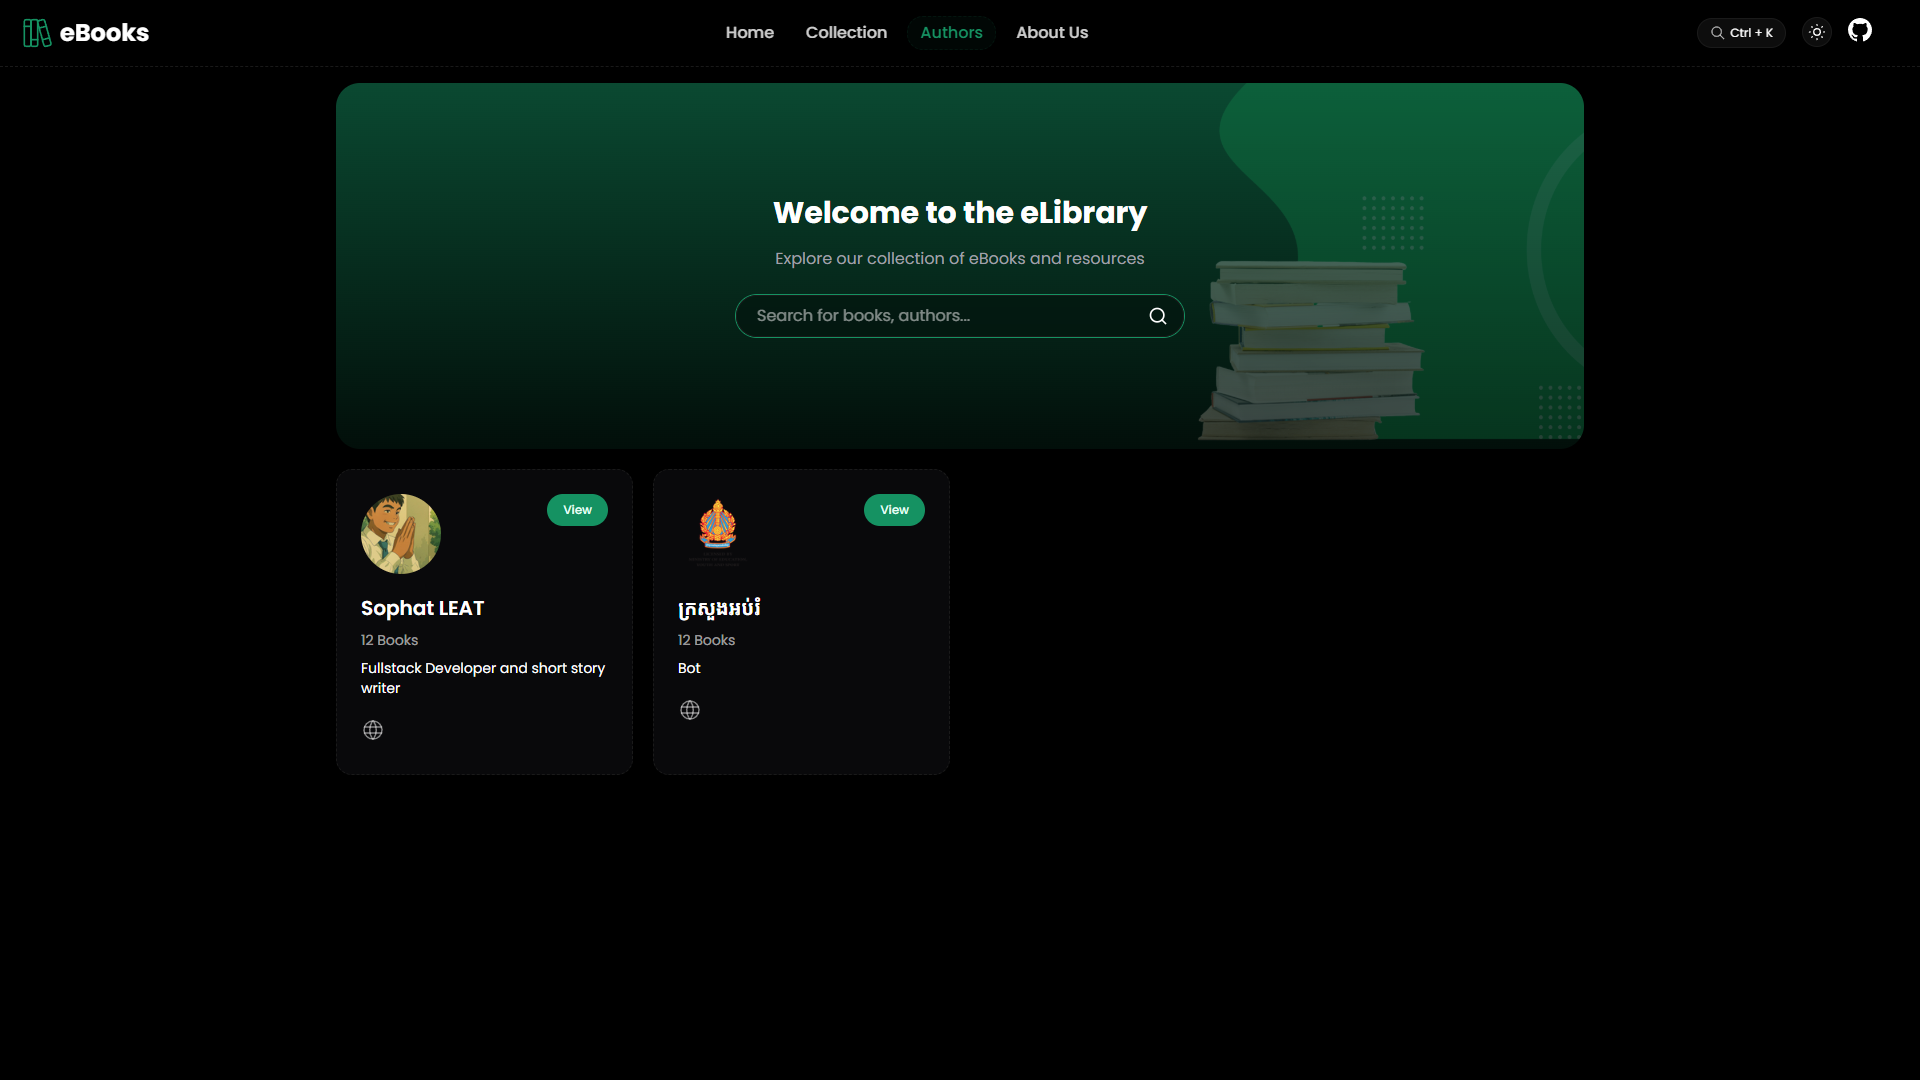 eBooks
Home
Collection
Authors
About Us
Ctrl + K
Welcome to the eLibrary
Explore our collection of eBooks and resources
Search for books, authors...
View
Sophat LEAT
12 Books
Fullstack Developer and short story
writer
View
ក្រសួងអប់រំ
12 Books
Bot